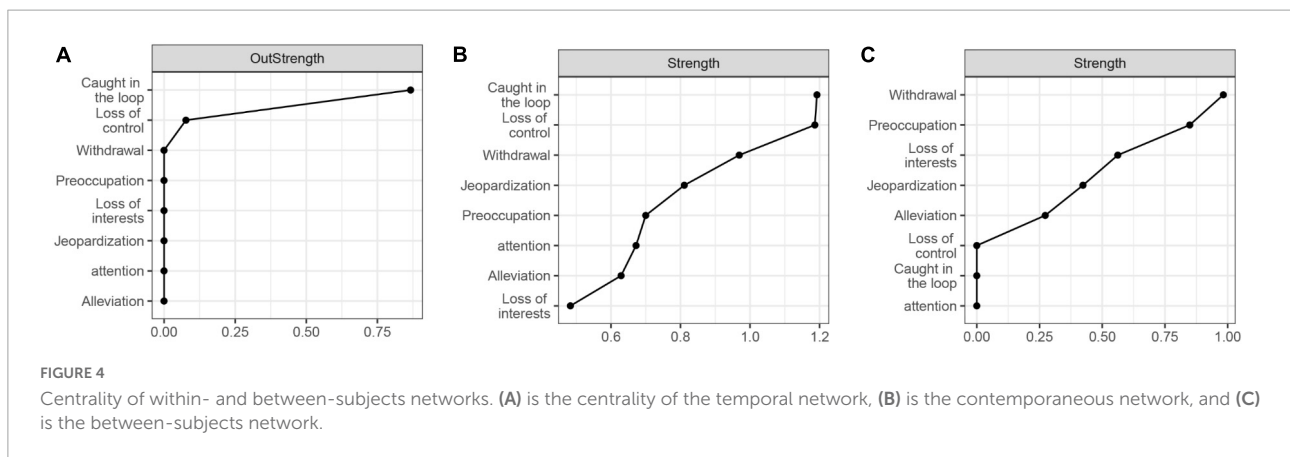 A
OutStrength
Caught in
the loop
Loss of
control
Withdrawal
Preoccupation
Loss of
interests
Jeopardization
attention
Alleviation
0.00 0.25 0.50 0.75
B
Strength
Caught in
the loop
Loss of
control
Withdrawal
Jeopardization
Preoccupation
attention
Alleviation
Loss of
interests
0.6 0.8 1.0 1.2
C
Strength
Withdrawal
Preoccupation
Loss of
interests
Jeopardization
Alleviation
Loss of
control
Caught in
the loop
attention
0.00 0.25 0.50 0.75 1.00
FIGURE 4
Centrality of within- and between-subjects networks. (A) is the centrality of the temporal network, (B) is the contemporaneous network, and (C)
is the between-subjects network.